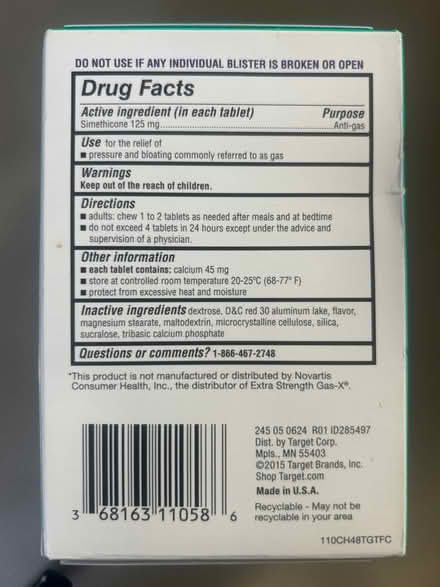 DO NOT USE IF ANY INDIVIDUAL BLISTER IS BROKEN OR OPEN
Drug Facts
Active ingredient (in each tablet) Purpose
Simethicone 125 mg....................................................Anti-gas
Use for the relief of
■ pressure and bloating commonly referred to as gas
Warnings
Keep out of the reach of children.
Directions
■ adults: chew 1 to 2 tablets as needed after meals and at bedtime
■ do not exceed 4 tablets in 24 hours except under the advice and
supervision of a physician.
Other information
■ each tablet contains: calcium 45 mg
■ store at controlled room temperature 20-25ºC (68-77° F)
■ protect from excessive heat and moisture
Inactive ingredients dextrose, D&C red 30 aluminum lake, flavor,
magnesium stearate, maltodextrin, microcrystalline cellulose, silica,
sucralose, tribasic calcium phosphate
Questions or comments? 1-866-467-2748
*This product is not manufactured or distributed by Novartis
Consumer Health, Inc., the distributor of Extra Strength Gas-X®.
245 05 0624 R01 ID285497
Dist. by Target Corp.
Mpls., MN 55403
©2015 Target Brands, Inc.
Shop Target.com
Made in U.S.A.
Recyclable - May not be
recyclable in your area
3 68163 11058 6
110CH48TGTFC